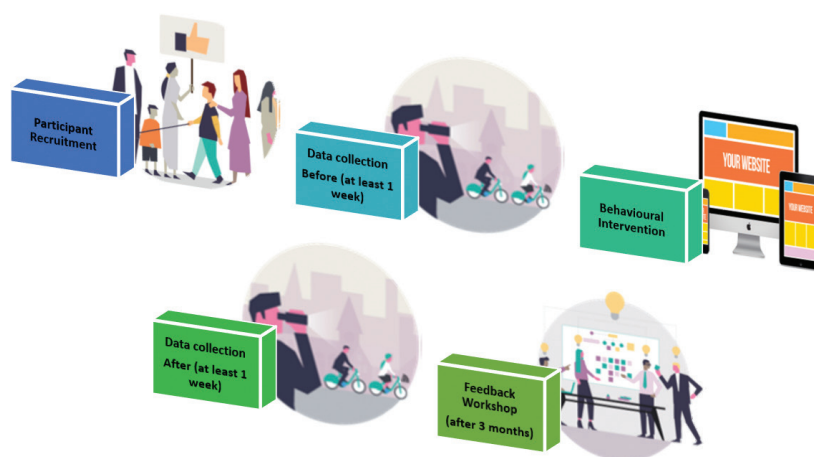 Participant
Recruitment
Data collection
Before (at least 1
week)
Behavioural
Intervention
YOUR WEBSITE
YOUR WEBSITE
Data collection
After (at least 1
week)
Feedback
Workshop
(after 3 months)